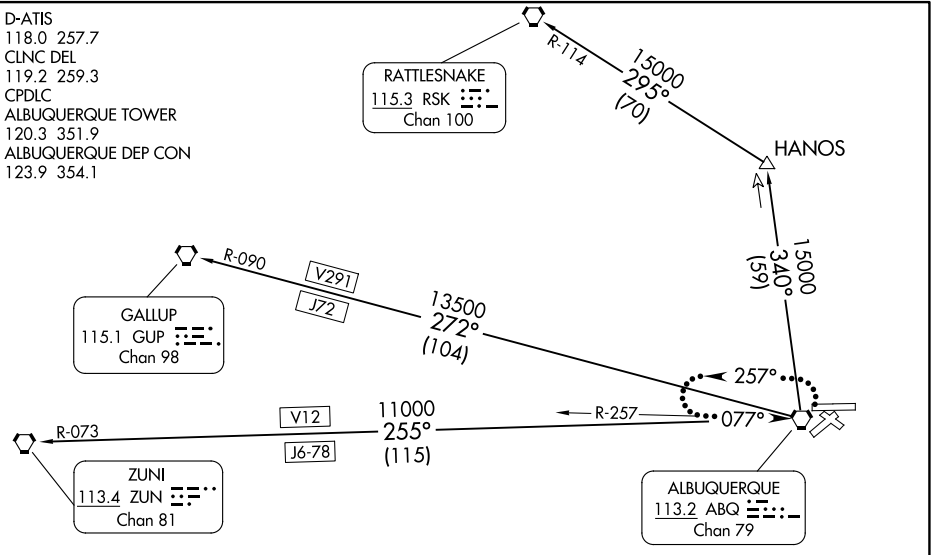 D-ATIS
118.0 257.7
CLNC DEL
119.2 259.3
CPDLC
ALBUQUERQUE TOWER
120.3 351.9
ALBUQUERQUE DEP CON
123.9 354.1
RATTLESNAKE
115.3 RSK
Chan 100
R-114
15000
295°
(70)
HANOS
15000
340°
(59)
R-090
V291
J72
13500
272°
(104)
GALLUP
115.1 GUP
Chan 98
257°
077°
R-257
R-073
V12
J6-78
11000
255°
(115)
ZUNI
113.4 ZUN
Chan 81
ALBUQUERQUE
113.2 ABQ
Chan 79